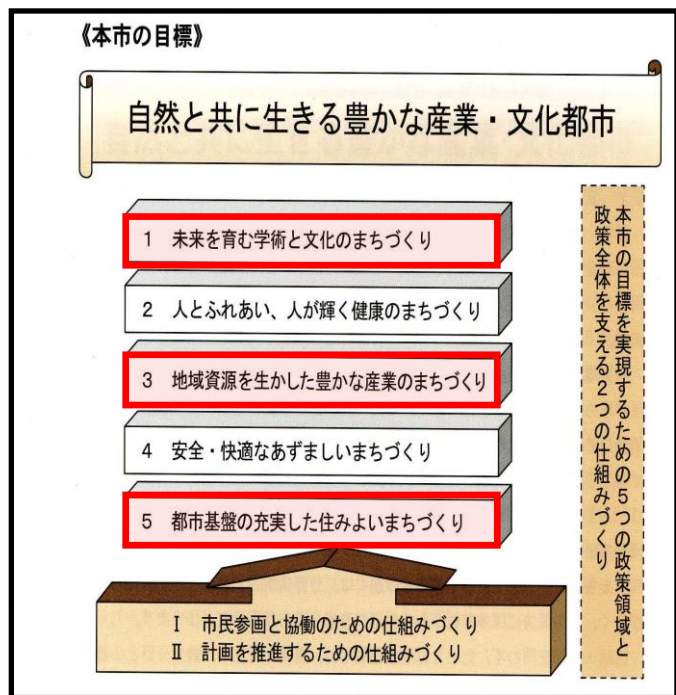 《本市の目標》
自然と共に生きる豊かな産業・文化都市
1 未来を育む学術と文化のまちづくり
2 人とふれあい、人が輝く健康のまちづくり
3 地域資源を生かした豊かな産業のまちづくり
4 安全・快適なあずましいまちづくり
5 都市基盤の充実した住みよいまちづくり
Ⅰ 市民参画と協働のための仕組みづくり
Ⅱ 計画を推進するための仕組みづくり
本市の目標を実現するための5つの政策領域と
政策全体を支える2つの仕組みづくり